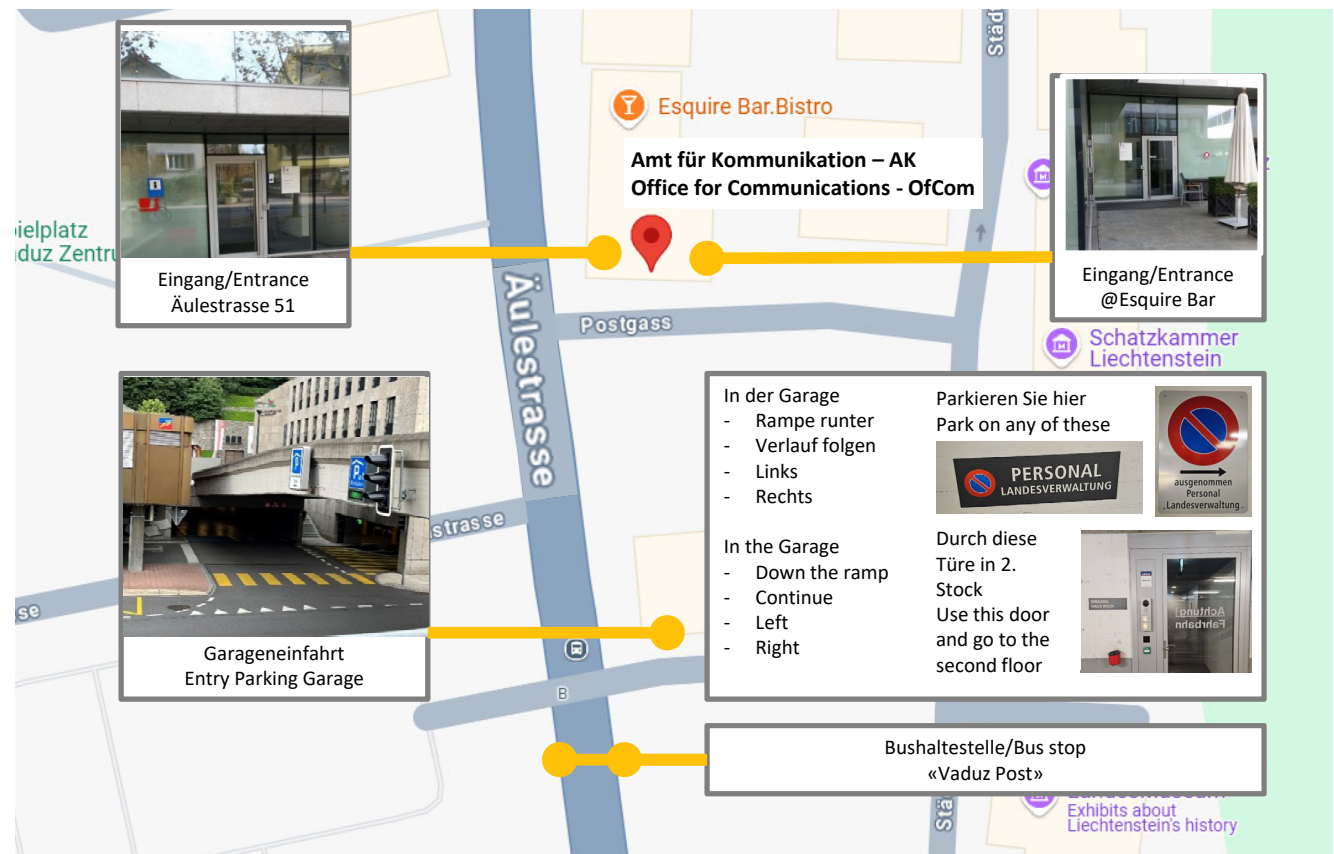 Esquire Bar.Bistro
Amt für Kommunikation – AK
Office for Communications - OfCom
Eingang/Entrance
Äulestrasse 51
Eingang/Entrance
@Esquire Bar
Städ
ielplatz
duz Zentru
Äulestrasse
Postgass
Schatzkammer
Liechtenstein
strasse
se
B
Garageneinfahrt
Entry Parking Garage
In der Garage
- Rampe runter
- Verlauf folgen
- Links
- Rechts
In the Garage
- Down the ramp
- Continue
- Left
- Right
Parkieren Sie hier
Park on any of these
PERSONAL
LANDESVERWALTUNG
ausgenommen
Personal
Landesverwaltung
Durch diese
Türe in 2.
Stock
Use this door
and go to the
second floor
Achtung
Fahrbahn
Bushaltestelle/Bus stop
«Vaduz Post»
Stä
Landesmuseum
Exhibits about
Liechtenstein's history